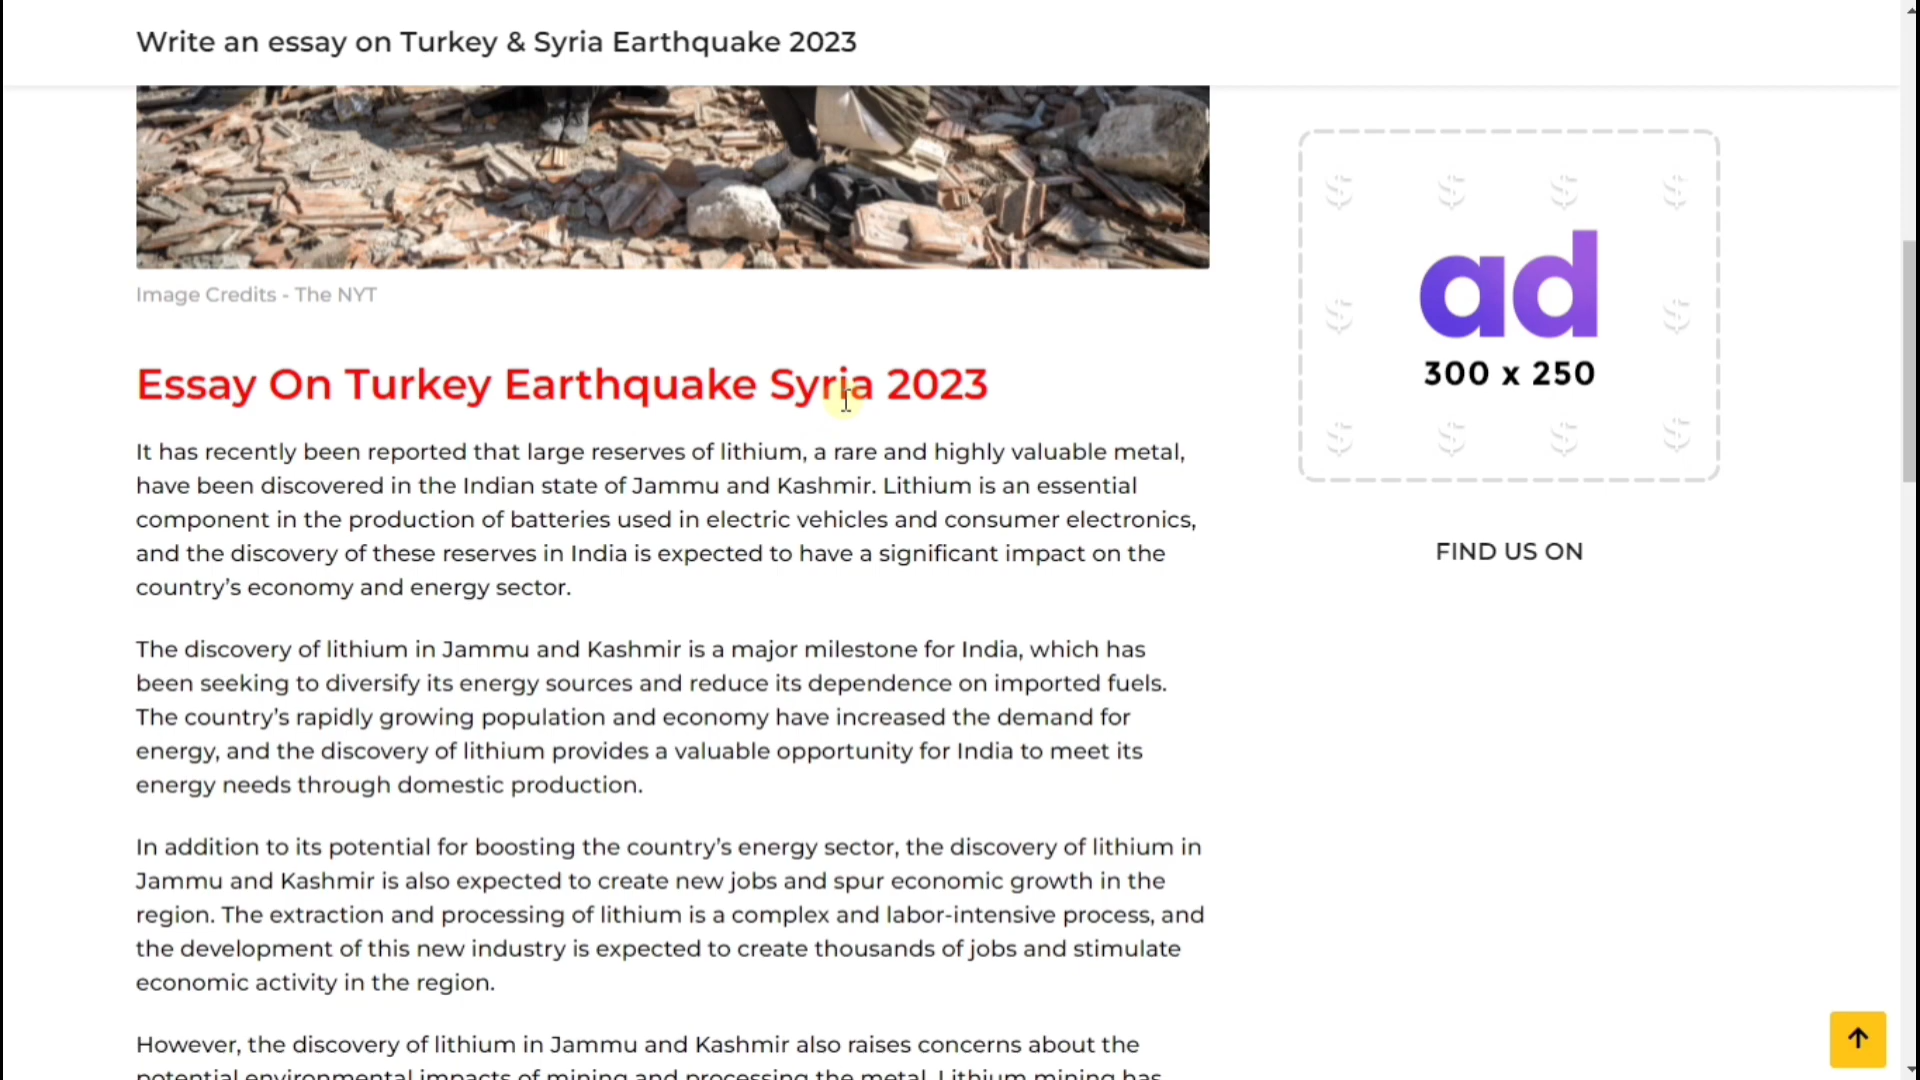 Write an essay on Turkey & Syria Earthquake 2023
Image Credits - The NYT
Essay On Turkey Earthquake Syria 2023
It has recently been reported that large reserves of lithium, a rare and highly valuable metal,
have been discovered in the Indian state of Jammu and Kashmir. Lithium is an essential
component in the production of batteries used in electric vehicles and consumer electronics,
and the discovery of these reserves in India is expected to have a significant impact on the
country’s economy and energy sector.
The discovery of lithium in Jammu and Kashmir is a major milestone for India, which has
been seeking to diversify its energy sources and reduce its dependence on imported fuels.
The country’s rapidly growing population and economy have increased the demand for
energy, and the discovery of lithium provides a valuable opportunity for India to meet its
energy needs through domestic production.
In addition to its potential for boosting the country’s energy sector, the discovery of lithium in
Jammu and Kashmir is also expected to create new jobs and spur economic growth in the
region. The extraction and processing of lithium is a complex and labor-intensive process, and
the development of this new industry is expected to create thousands of jobs and stimulate
economic activity in the region.
However, the discovery of lithium in Jammu and Kashmir also raises concerns about the
potential environmental impacts of mining and processing the metal. Lithium mining has
ad
300 x 250
FIND US ON